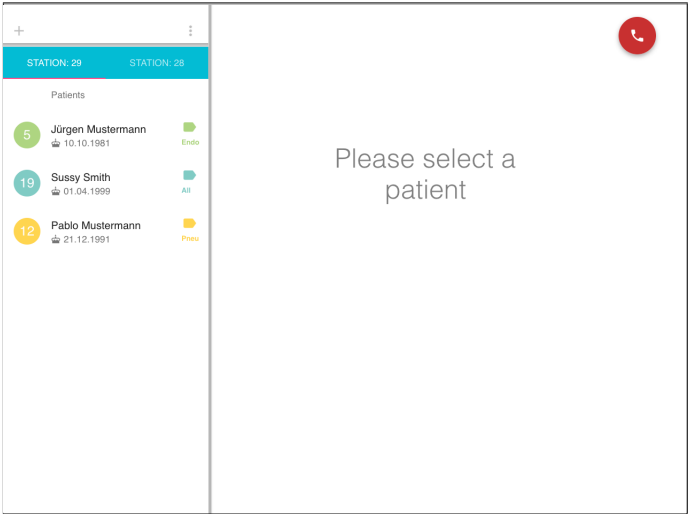 STATION: 29
STATION: 28
Patients
5
Jürgen Mustermann
10.10.1981
Endo
19
Sussy Smith
01.04.1999
All
12
Pablo Mustermann
21.12.1991
Pneu
Please select a
patient